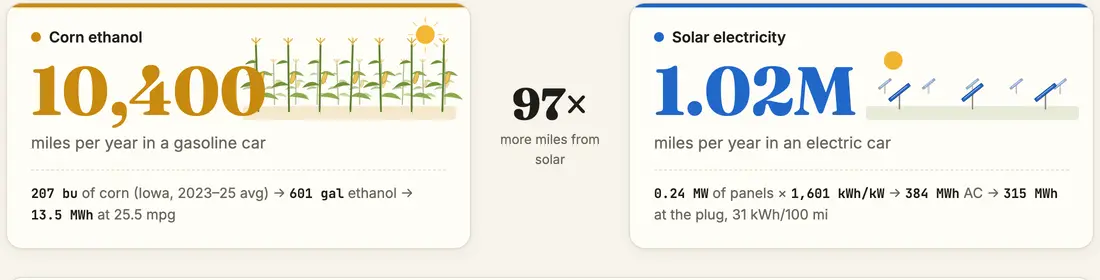 Corn ethanol
10,400
miles per year in a gasoline car
207 bu of corn (Iowa, 2023–25 avg) → 601 gal ethanol →
13.5 MWh at 25.5 mpg
97×
more miles from
solar
Solar electricity
1.02M
miles per year in an electric car
0.24 MW of panels × 1,601 kWh/kW → 384 MWh AC → 315 MWh
at the plug, 31 kWh/100 mi